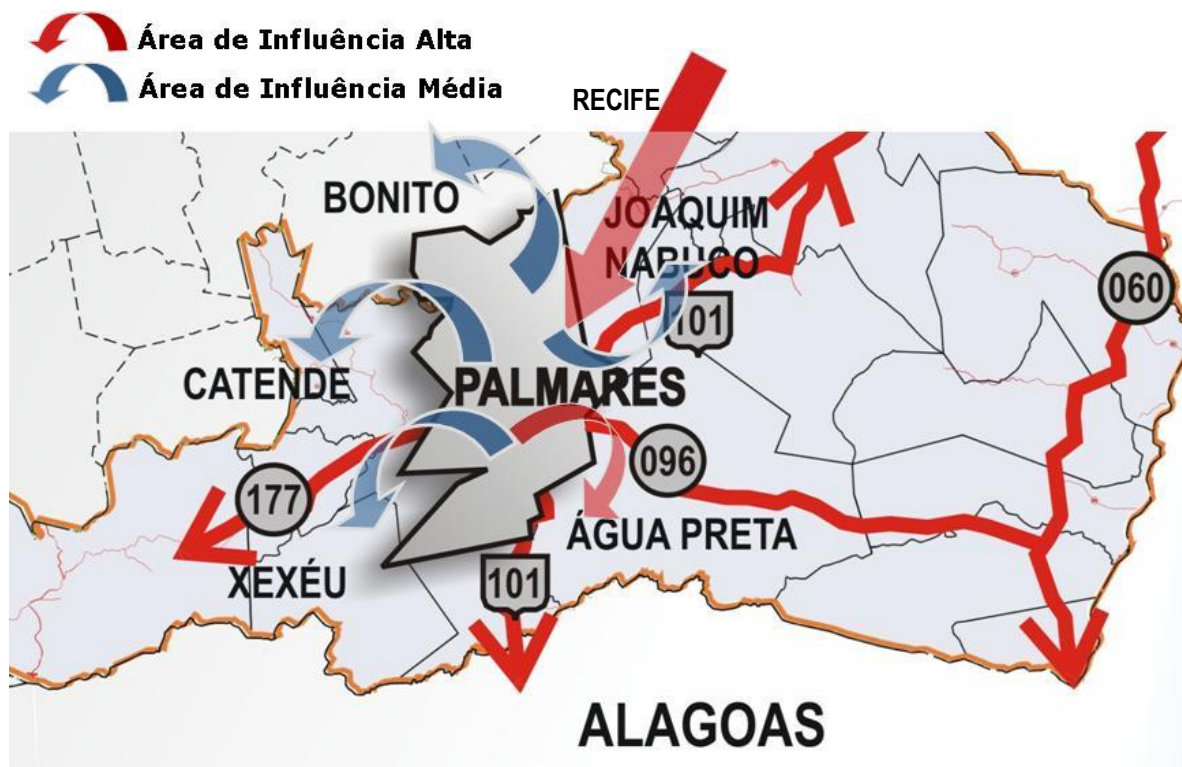 Área de Influência Alta
Área de Influência Média
RECIFE
BONITO
JOAQUIM
NABUCO
060
101
CATENDE
PALMARES
096
177
ÁGUA PRETA
XEXÉU
101
ALAGOAS